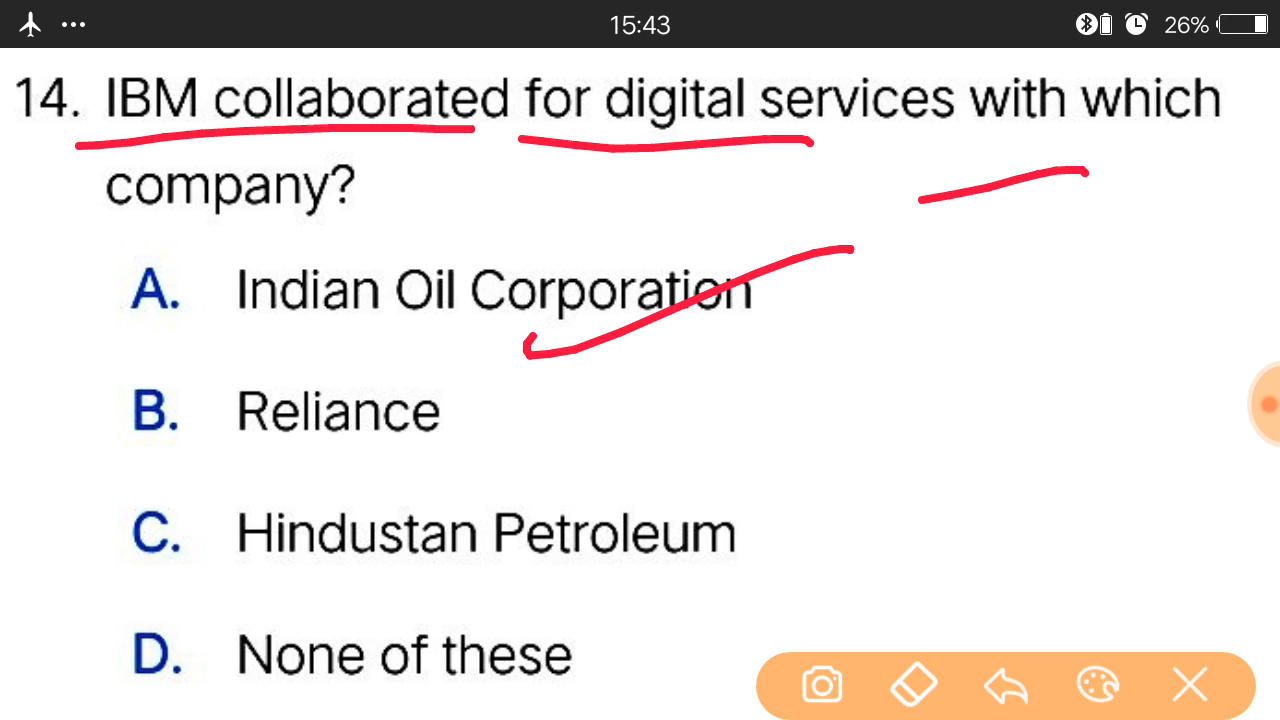 15:43
26%
14. IBM collaborated for digital services with which
company?
A. Indian Oil Corporation
B. Reliance
C. Hindustan Petroleum
D. None of these